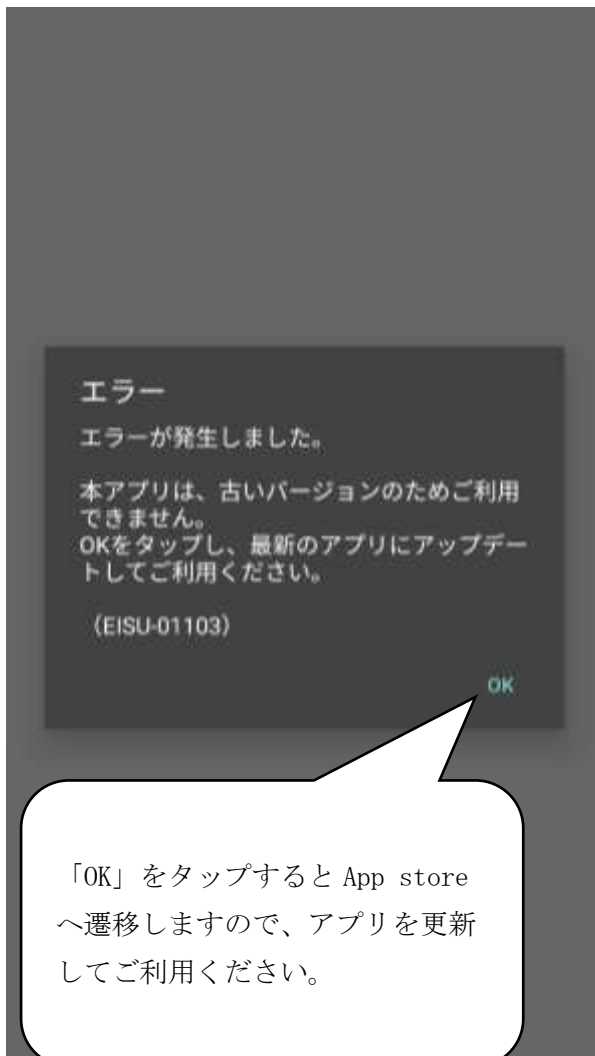 エラー
エラーが発生しました。
本アプリは、古いバージョンのためご利用
できません。
OKをタップし、最新のアプリにアップデー
トしてご利用ください。
（EISU-01103）
OK
「OK」をタップすると App store
へ遷移しますので、アプリを更新
してご利用ください。